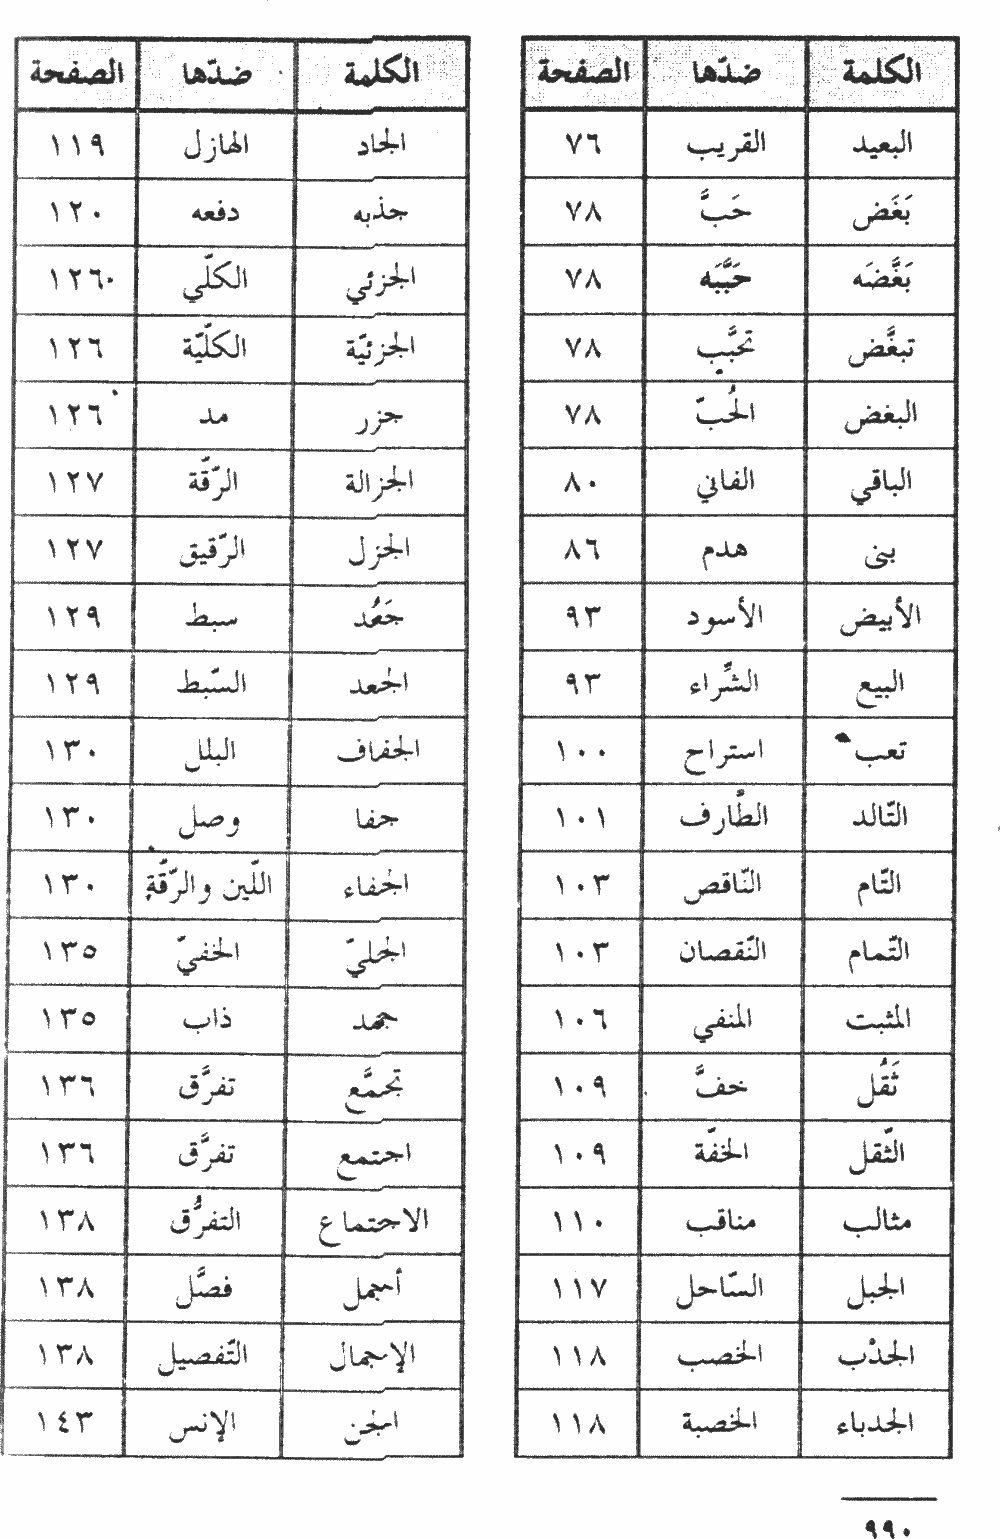 الكلمة ضدّها الصفحة
البعيد القريب ٧٦
بَغَض حَبَّ ٧٨
بَغَّضَه حَبَّبَه ٧٨
تبغَّض تحبَّب ٧٨
البغض الحُبّ ٧٨
الباقي الفاني ٨٠
بنى هدم ٨٦
الأبيض الأسود ٩٣
البيع الشِّراء ٩٣
تعب استراح ١٠٠
التّالد الطّارف ١٠١
التّام النّاقص ١٠٣
التّمام النّقصان ١٠٣
المثبت المنفي ١٠٦
ثَقُل خفَّ ١٠٩
الثّقل الخفّة ١٠٩
مثالب مناقب ١١٠
الجبل السّاحل ١١٧
الجذْب الخصب ١١٨
الجدباء الخصبة ١١٨
الكلمة ضدّها الصفحة
الجاد الهازل ١١٩
جذبه دفعه ١٢٠
الجزئي الكلّي ١٢٦
الجزئيّة الكلّيّة ١٢٦
جزر مد ١٢٦
الجزالة الرّقّة ١٢٧
الجزل الرّقيق ١٢٧
جَعُد سبط ١٢٩
الجعد السّبط ١٢٩
الجفاف البلل ١٣٠
جفا وصل ١٣٠
الجفاء اللّين والرّقّة ١٣٠
الجليّ الخفيّ ١٣٥
جمد ذاب ١٣٥
تجمَّع تفرَّق ١٣٦
اجتمع تفرَّق ١٣٦
الاجتماع التفرُّق ١٣٨
أجمل فصَّل ١٣٨
الإجمال التّفصيل ١٣٨
الجن الإنس ١٤٣
٩٩٠